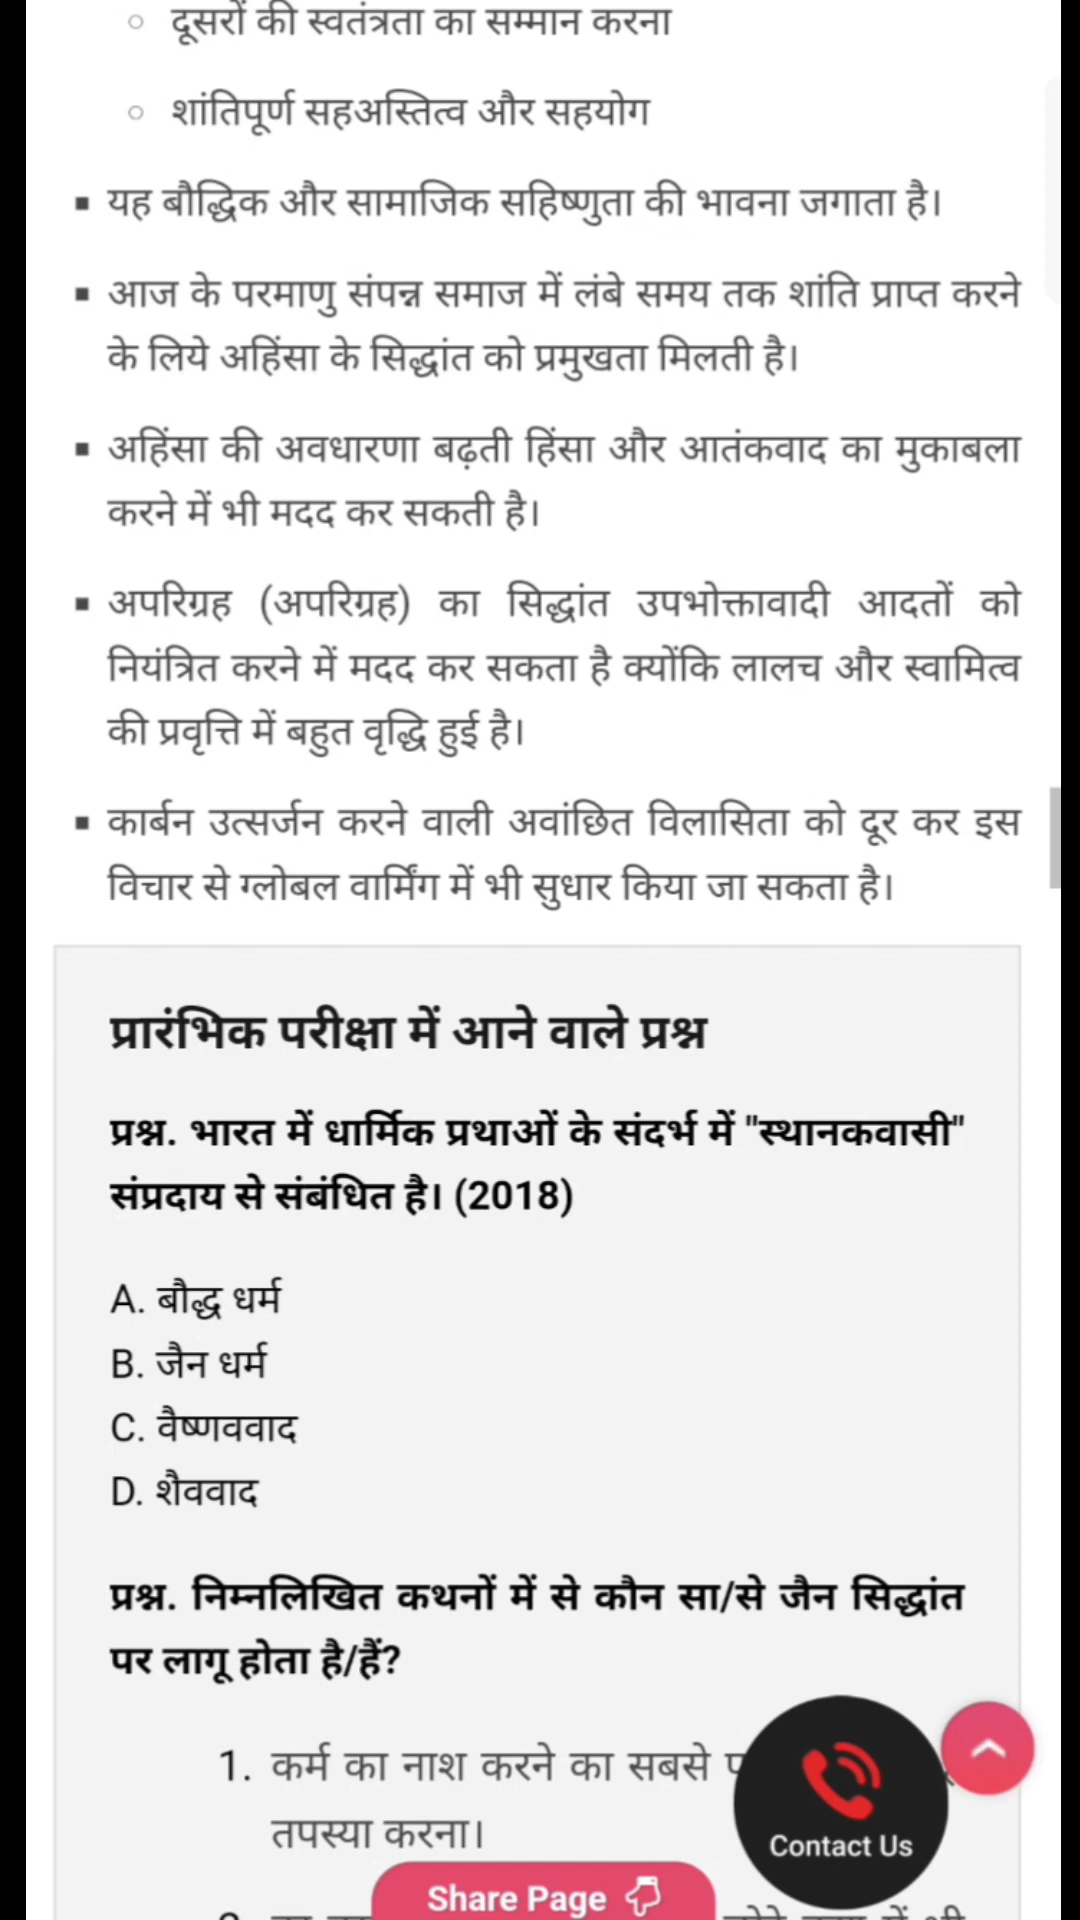 दूसरों की स्वतंत्रता का सम्मान करना
शांतिपूर्ण सहअस्तित्व और सहयोग
यह बौद्धिक और सामाजिक सहिष्णुता की भावना जगाता है।
आज के परमाणु संपन्न समाज में लंबे समय तक शांति प्राप्त करने
के लिये अहिंसा के सिद्धांत को प्रमुखता मिलती है।
अहिंसा की अवधारणा बढ़ती हिंसा और आतंकवाद का मुकाबला
करने में भी मदद कर सकती है।
अपरिग्रह (अपरिग्रह) का सिद्धांत उपभोक्तावादी आदतों को
नियंत्रित करने में मदद कर सकता है क्योंकि लालच और स्वामित्व
की प्रवृत्ति में बहुत वृद्धि हुई है।
कार्बन उत्सर्जन करने वाली अवांछित विलासिता को दूर कर इस
विचार से ग्लोबल वार्मिंग में भी सुधार किया जा सकता है।
प्रारंभिक परीक्षा में आने वाले प्रश्न
प्रश्न. भारत में धार्मिक प्रथाओं के संदर्भ में "स्थानकवासी"
संप्रदाय से संबंधित है। (2018)
A. बौद्ध धर्म
B. जैन धर्म
C. वैष्णववाद
D. शैववाद
प्रश्न. निम्नलिखित कथनों में से कौन सा/से जैन सिद्धांत
पर लागू होता है/हैं?
1. कर्म का नाश करने का सबसे
तपस्या करना।
Contact Us
Share Page